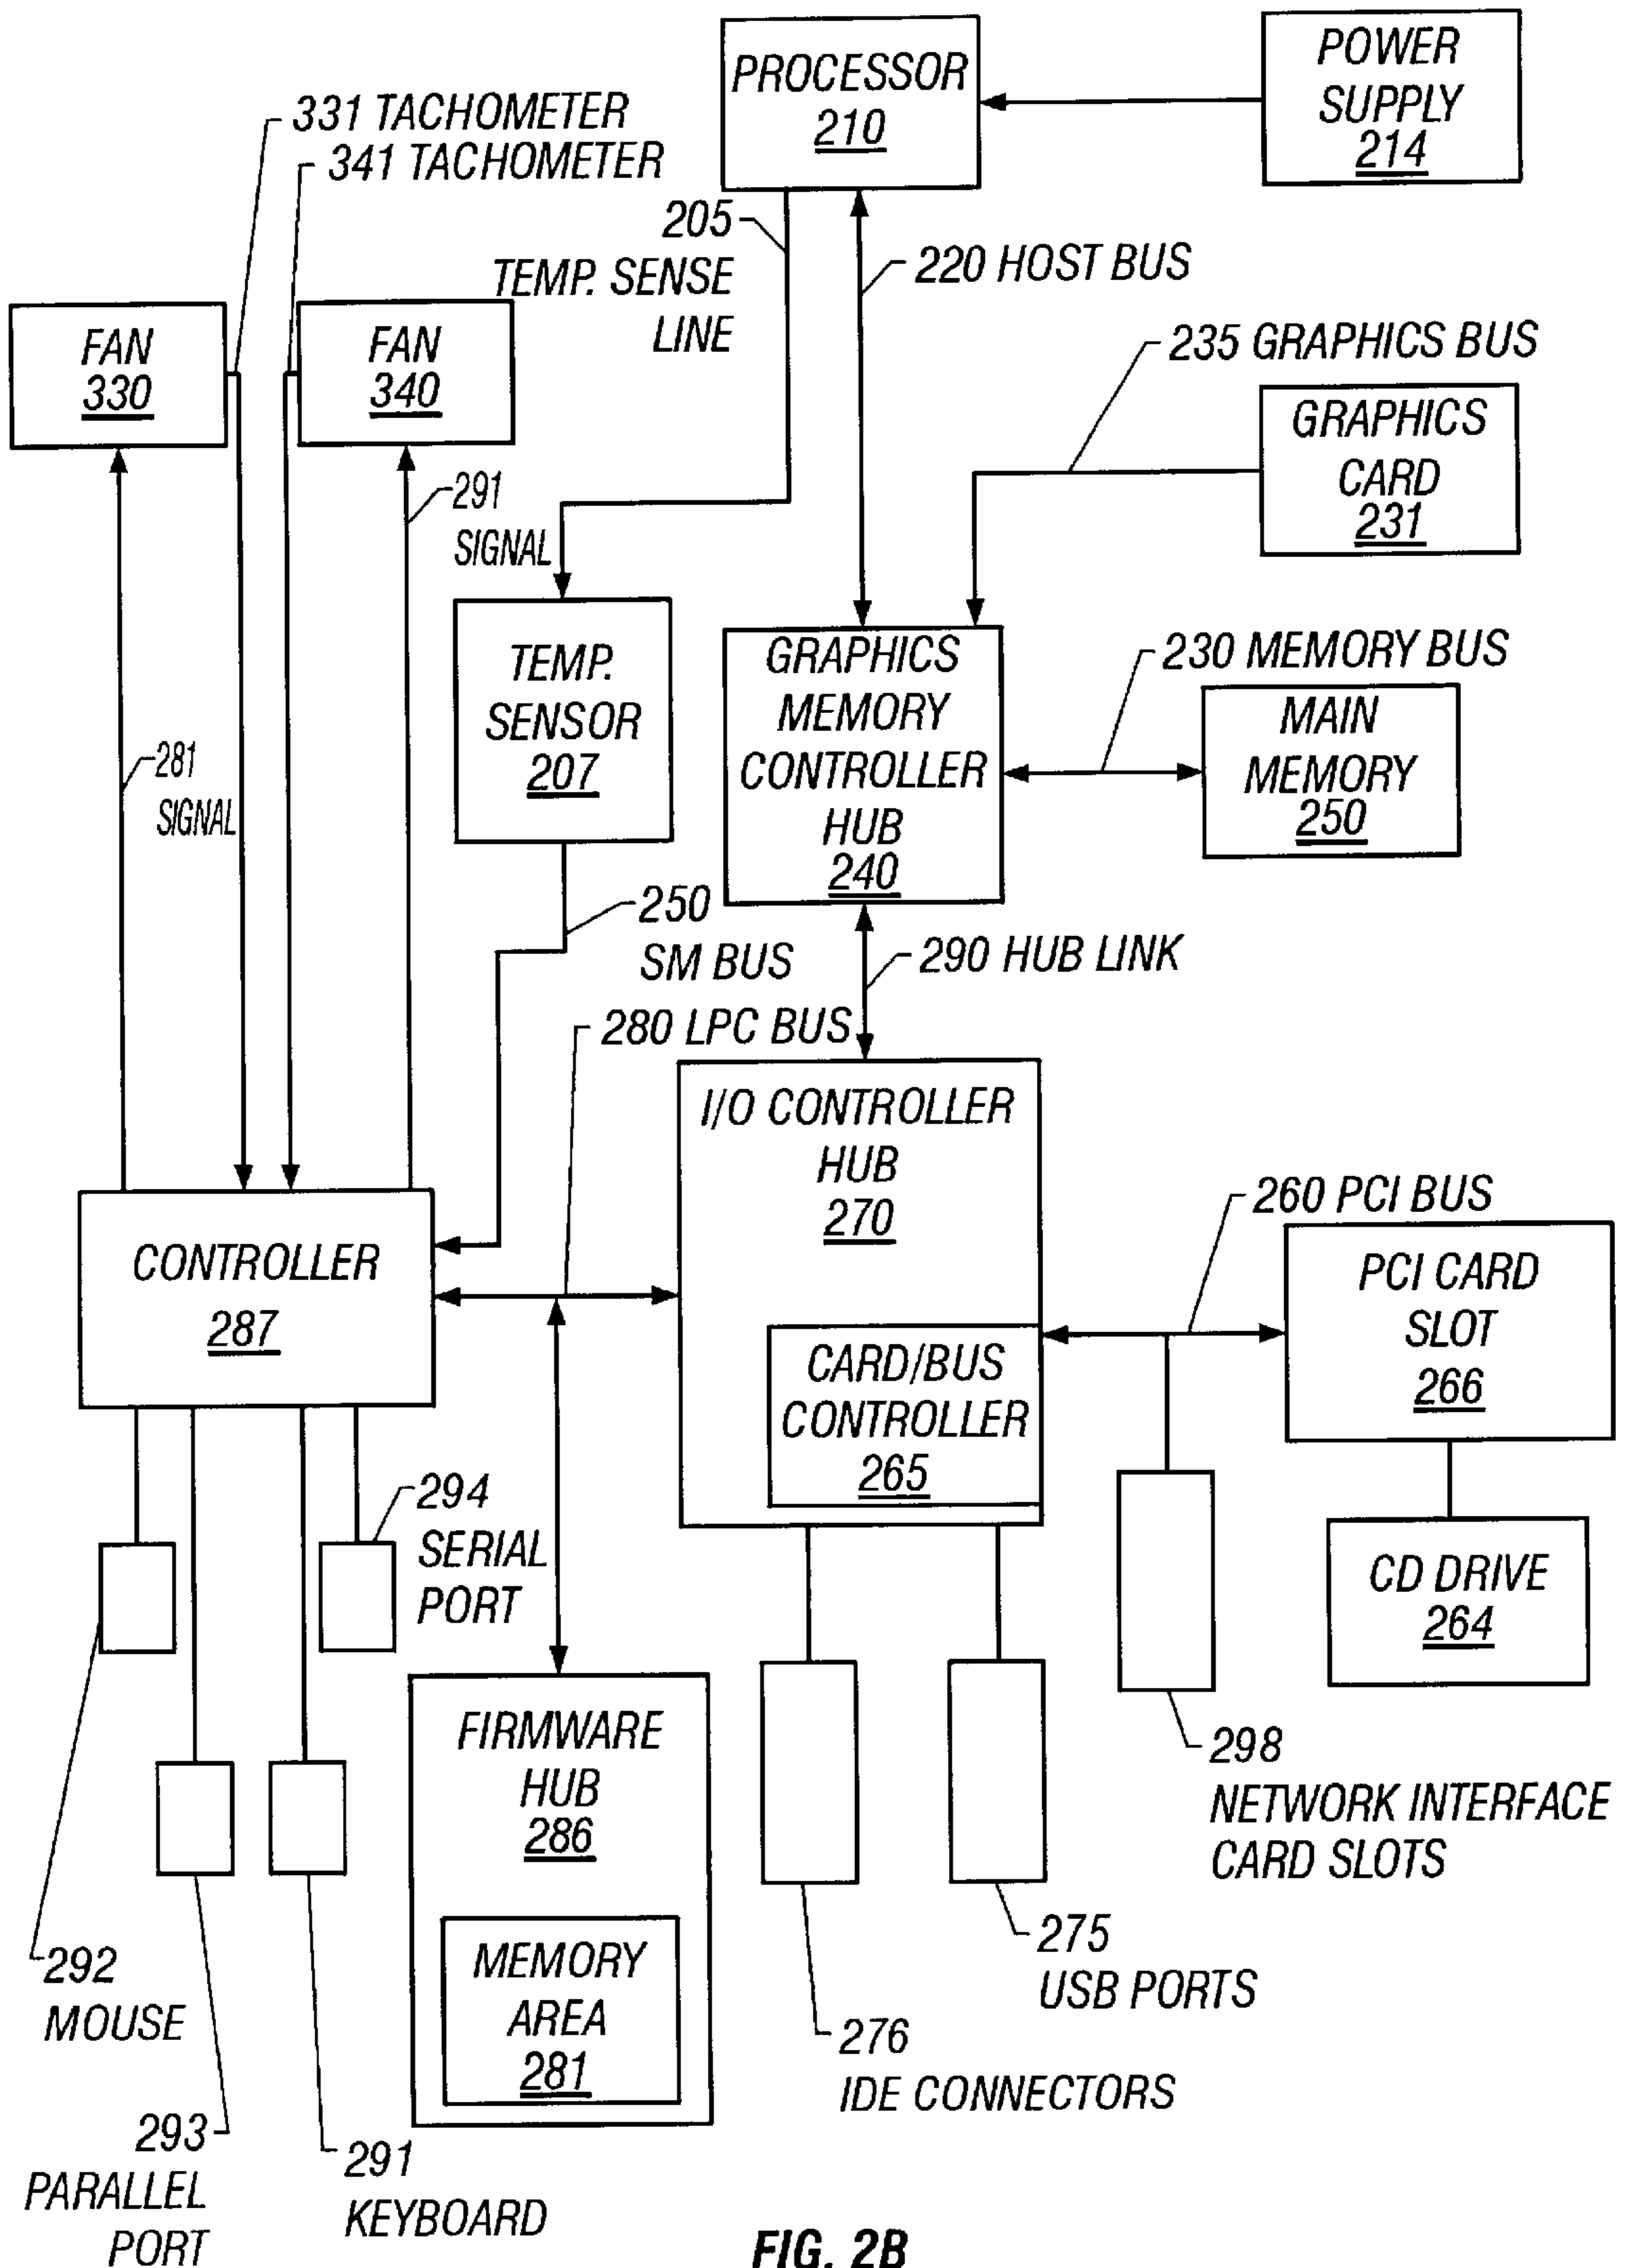 PROCESSOR
210
POWER
SUPPLY
214
331 TACHOMETER
341 TACHOMETER
205
TEMP. SENSE
LINE
220 HOST BUS
FAN
330
FAN
340
235 GRAPHICS BUS
GRAPHICS
CARD
231
291
SIGNAL
TEMP.
SENSOR
207
GRAPHICS
MEMORY
CONTROLLER
HUB
240
230 MEMORY BUS
MAIN
MEMORY
250
281
SIGNAL
250
SM BUS
290 HUB LINK
280 LPC BUS
I/O CONTROLLER
HUB
270
260 PCI BUS
CONTROLLER
287
PCI CARD
SLOT
266
CARD/BUS
CONTROLLER
265
294
SERIAL
PORT
CD DRIVE
264
FIRMWARE
HUB
286
298
NETWORK INTERFACE
CARD SLOTS
MEMORY
AREA
281
275
USB PORTS
292
MOUSE
276
IDE CONNECTORS
293
PARALLEL
PORT
291
KEYBOARD
FIG. 2B